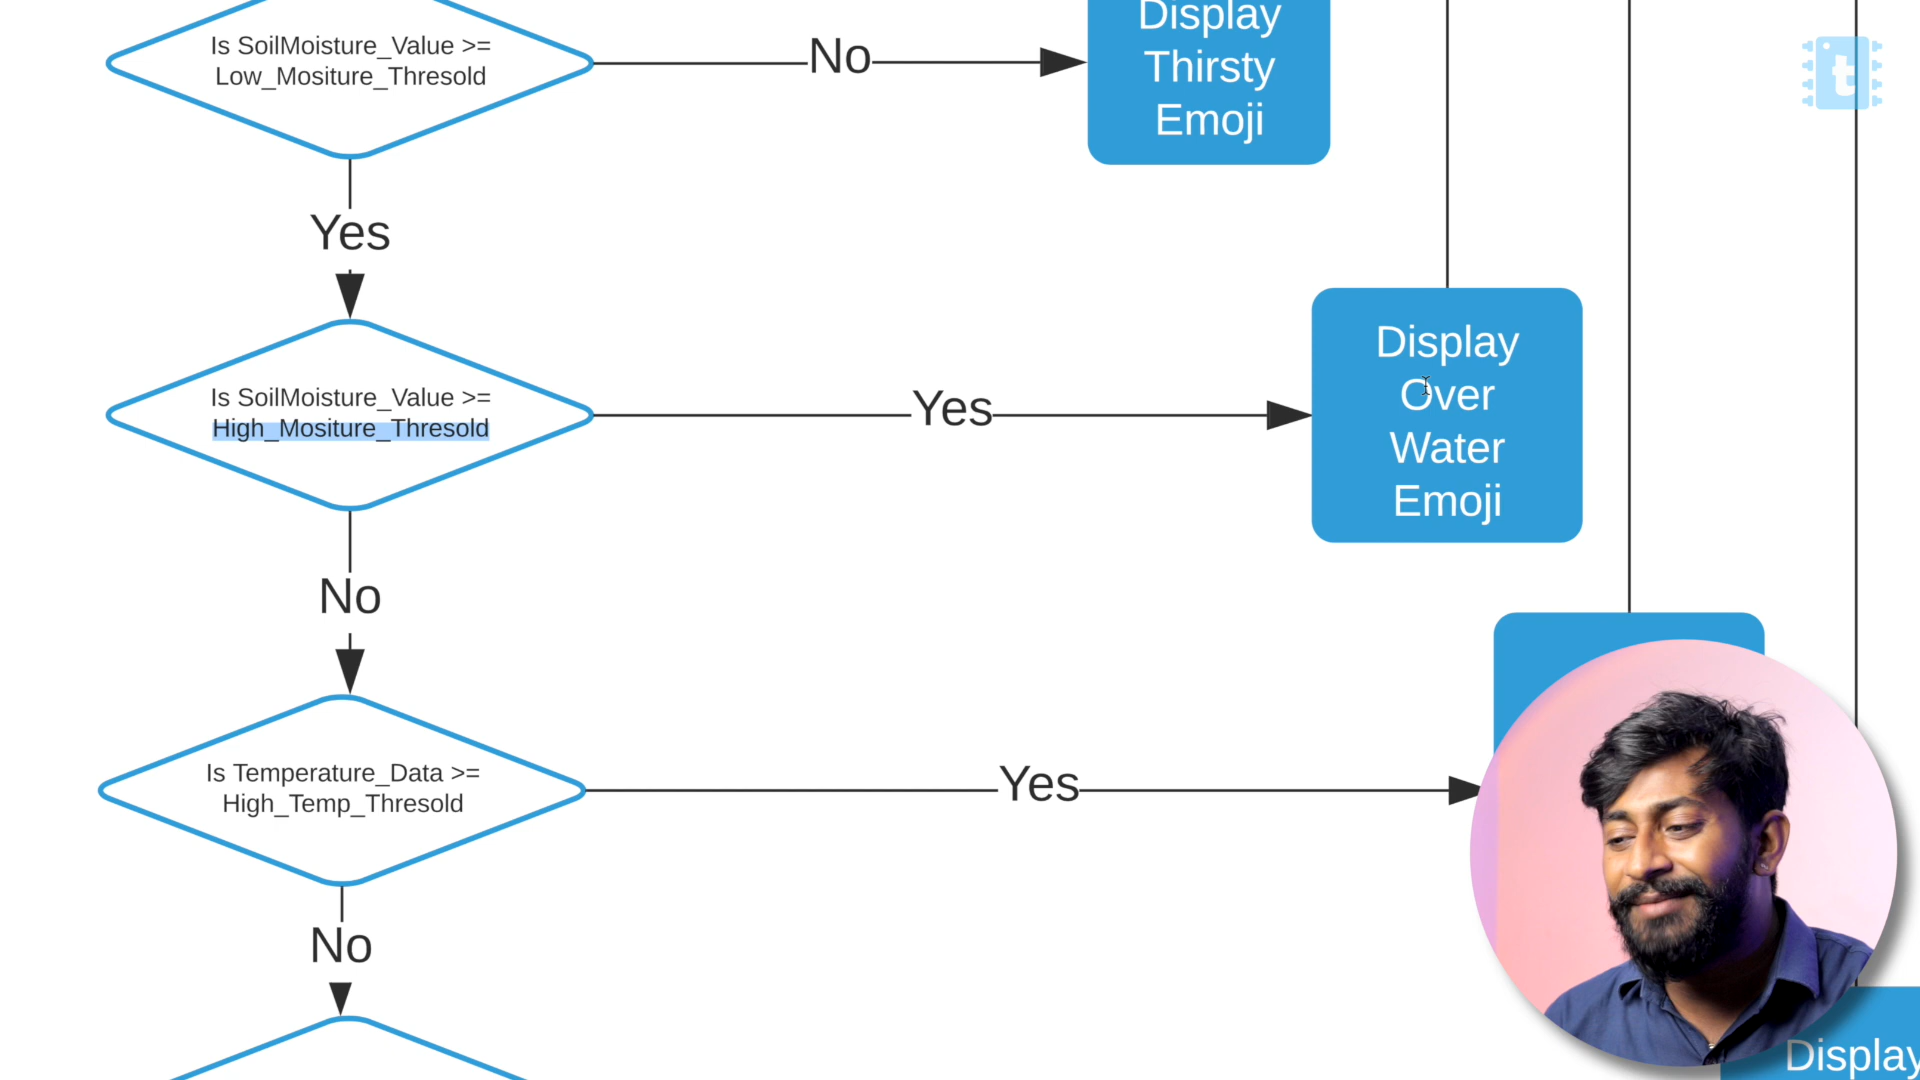 Is SoilMoisture_Value >=
Low_Mositure_Thresold
No
Display
Thirsty
Emoji
t
Yes
Is SoilMoisture_Value >=
High_Mositure_Thresold
Yes
Display
Over
Water
Emoji
No
Is Temperature_Data >=
High_Temp_Thresold
Yes
No
Display